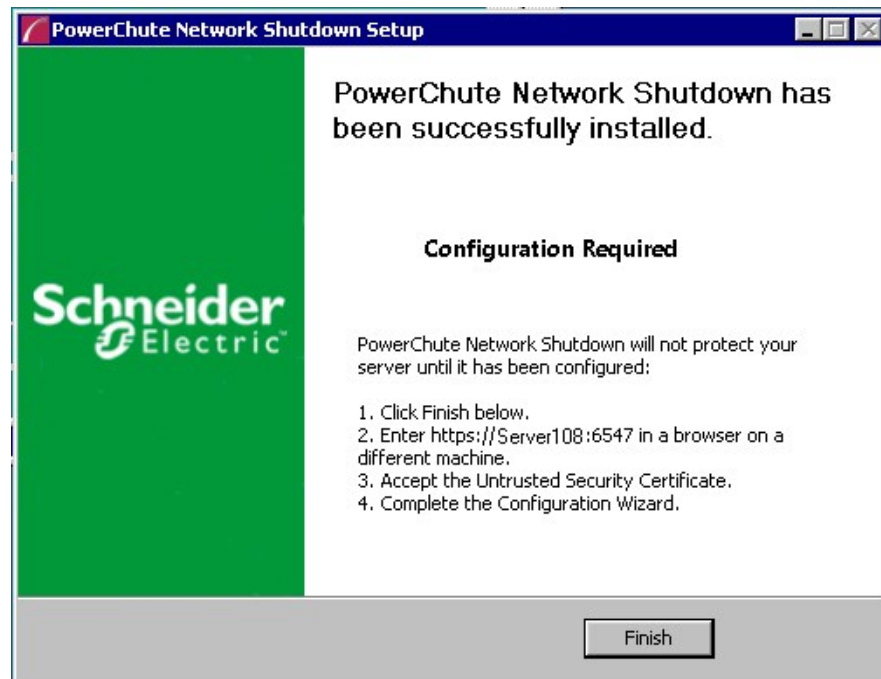 PowerChute Network Shutdown Setup
PowerChute Network Shutdown has
been successfully installed.
Configuration Required
Schneider
Electric™
PowerChute Network Shutdown will not protect your
server until it has been configured:
1. Click Finish below.
2. Enter https://Server108:6547 in a browser on a
different machine.
3. Accept the Untrusted Security Certificate.
4. Complete the Configuration Wizard.
Finish